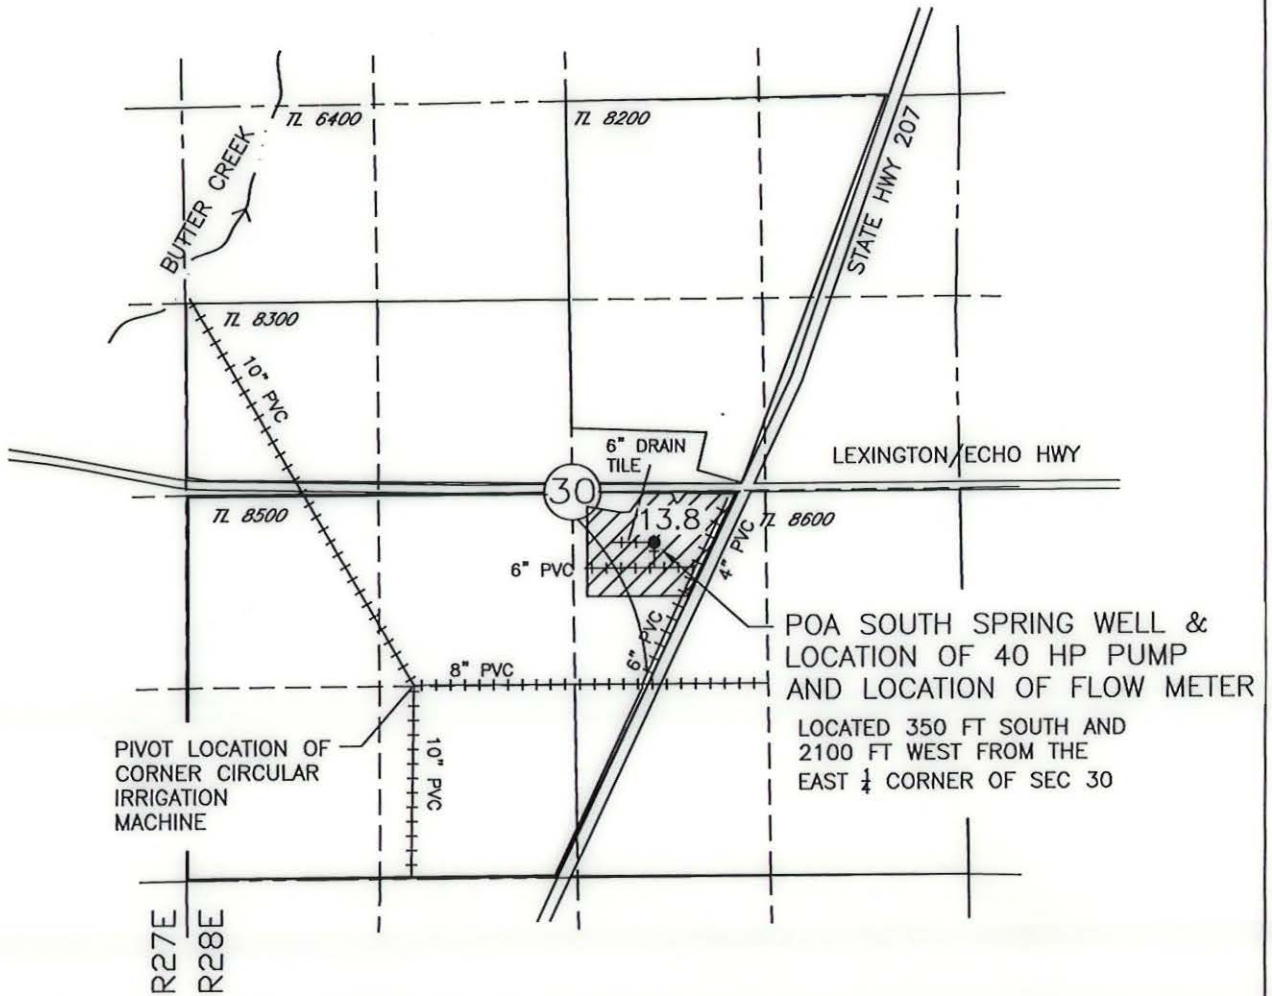 TL 6400
TL 8200
BUTTER CREEK
STATE HWY 207
TL 8300
10" PVC
6" DRAIN
TILE
LEXINGTON/ECHO HWY
30
13.8
TL 8500
TL 8600
4" PVC
6" PVC
6" PVC
8" PVC
POA SOUTH SPRING WELL &
LOCATION OF 40 HP PUMP
AND LOCATION OF FLOW METER
LOCATED 350 FT SOUTH AND
2100 FT WEST FROM THE
EAST ¼ CORNER OF SEC 30
PIVOT LOCATION OF
CORNER CIRCULAR
IRRIGATION
MACHINE
10" PVC
R27E
R28E